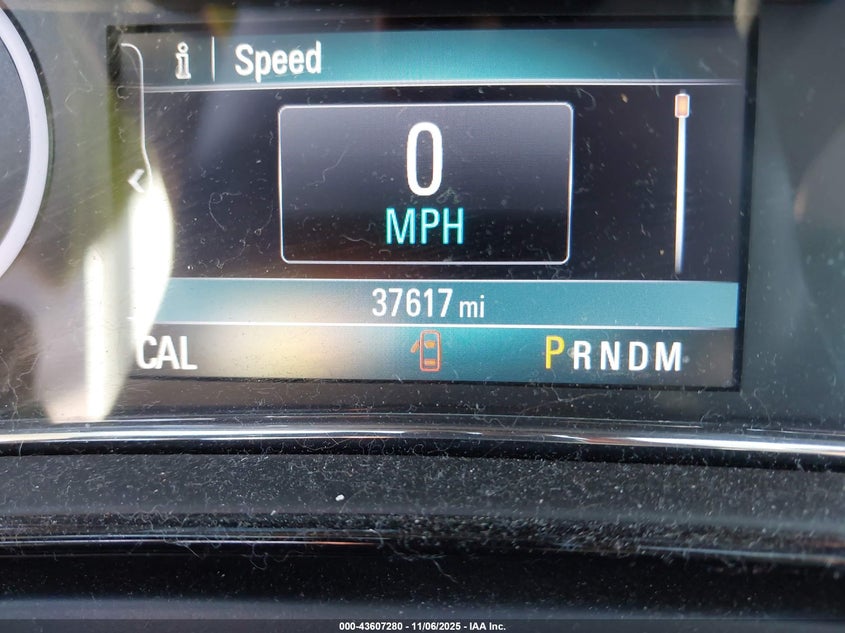 i | Speed
0
MPH
37617 mi
CAL
PRNDM
000-43607280 - 11/06/2025 - IAA Inc.